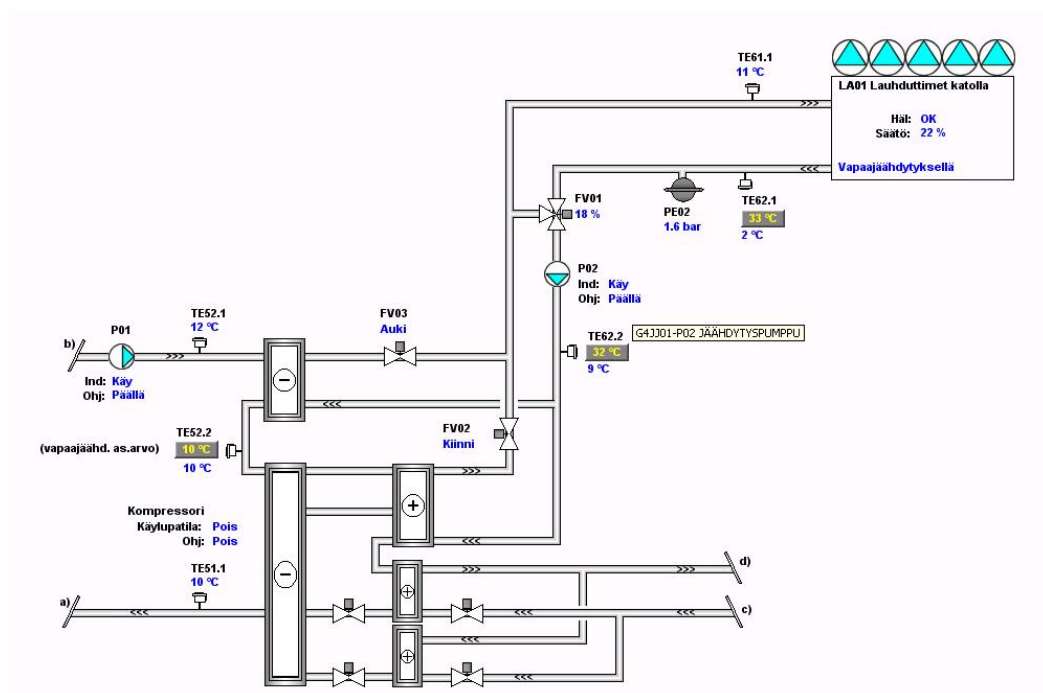 TE61.1
11 °C
LA01 Lauhduttimet katolla
Häl: OK
Säätö: 22 %
Vapaajäähdytyksellä
FV01
18 %
PE02
1.6 bar
TE62.1
33 °C
2 °C
P02
Ind: Käy
Ohj: Päällä
G4JJ01-P02 JÄÄHDYTYSPUMPPU
TE62.2
32 °C
9 °C
b)
P01
Ind: Käy
Ohj: Päällä
TE52.1
12 °C
FV03
Auki
FV02
Kiinni
TE52.2
(vapaajäähd. as.arvo) 10 °C
10 °C
Kompressori
Käylupatila: Pois
Ohj: Pois
TE51.1
10 °C
a)
d)
c)